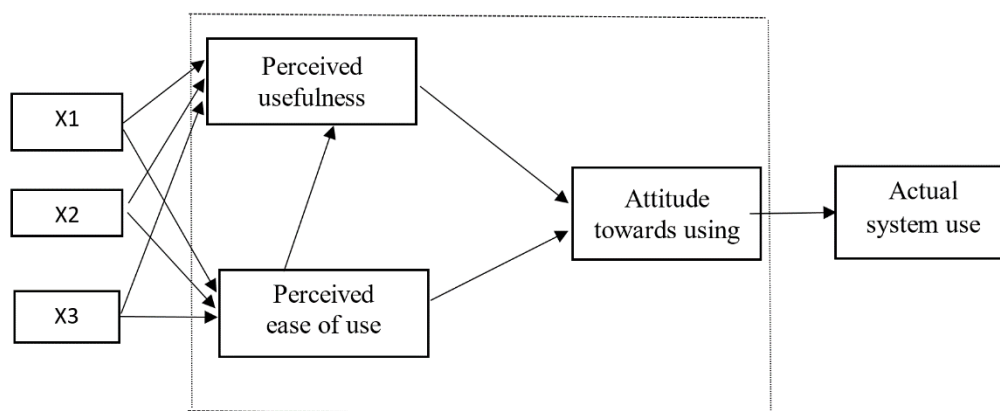 Perceived
usefulness
X1
X2
X3
Perceived
ease of use
Attitude
towards using
Actual
system use